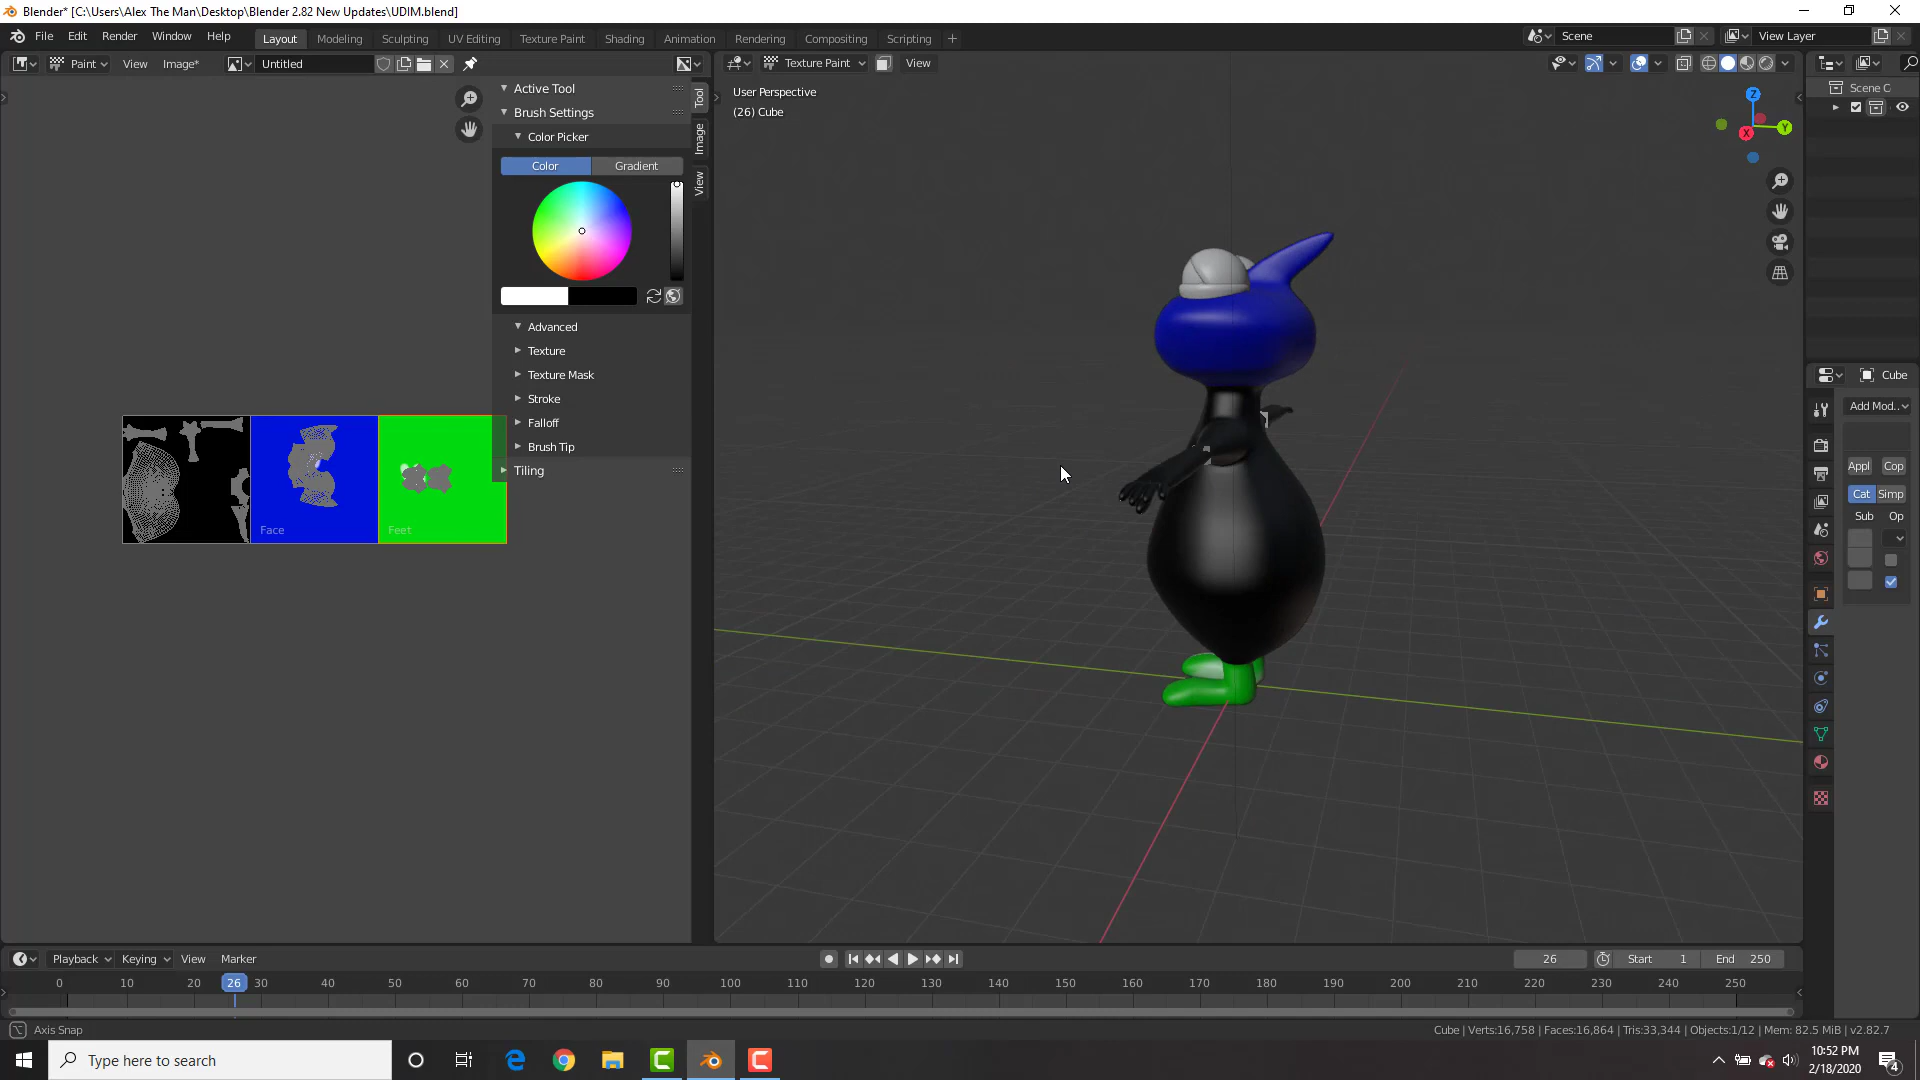 Blender* [C:\Users\Alex The Man\Desktop\Blender 2.82 New Updates\UDIM.blend]
File Edit Render Window Help Layout Modeling Sculpting UV Editing Texture Paint Shading Animation Rendering Compositing Scripting + Scene View Layer
Paint View Image* Untitled Texture Paint View
Active Tool
Brush Settings
Color Picker
Color Gradient
Advanced
Texture
Texture Mask
Stroke
Falloff
Brush Tip
Tiling
Tool
Image
View
Face
Feet
User Perspective
(26) Cube
Z
Y
X
Scene C
Cube
Add Mod..
Appl Cop
Cat Simp
Sub Op
Playback Keying View Marker 26 Start 1 End 250
0 10 20 26 30 40 50 60 70 80 90 100 110 120 130 140 150 160 170 180 190 200 210 220 230 240 250
Axis Snap
Cube | Verts:16,758 | Faces:16,864 | Tris:33,344 | Objects:1/12 | Mem: 82.5 MiB | v2.82.7
Type here to search
10:52 PM
2/18/2020
4